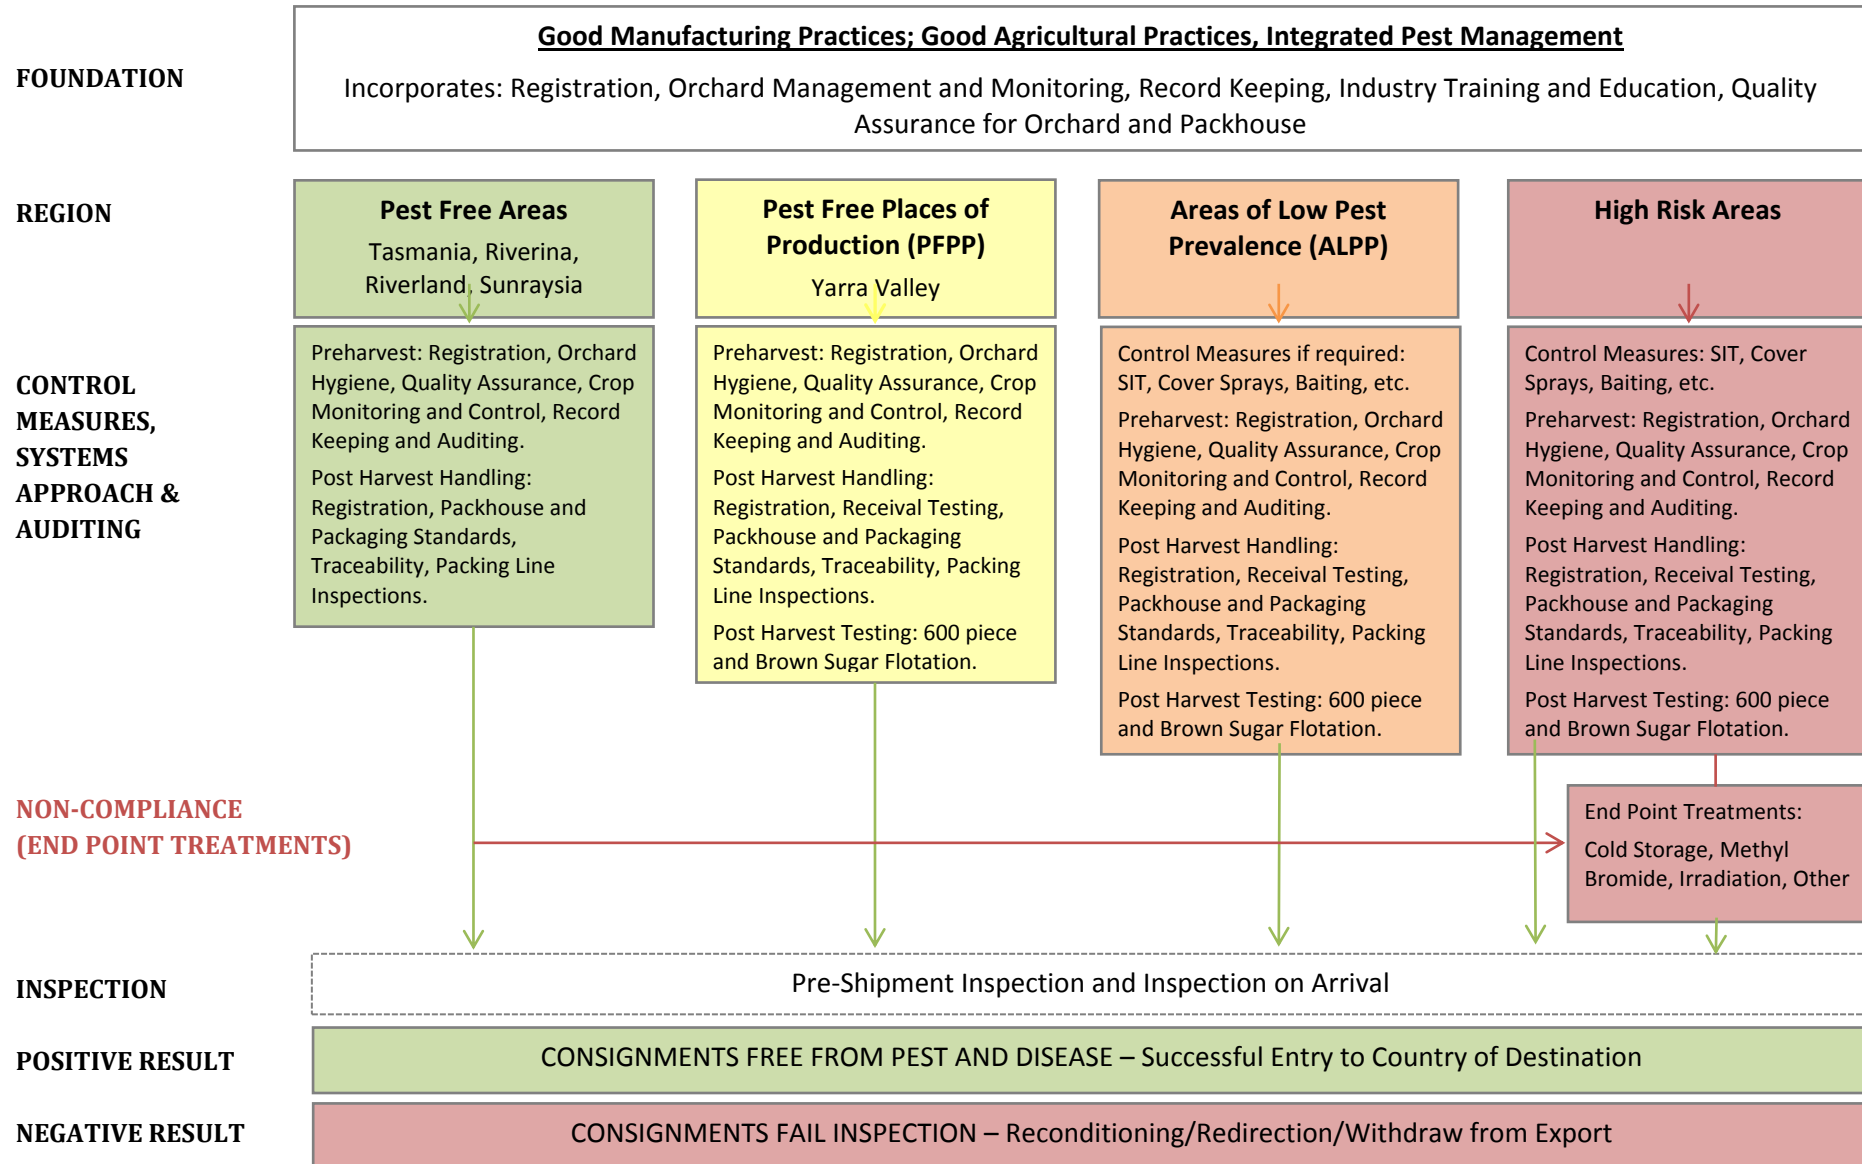 FOUNDATION
Good Manufacturing Practices; Good Agricultural Practices, Integrated Pest Management
Incorporates: Registration, Orchard Management and Monitoring, Record Keeping, Industry Training and Education, Quality
Assurance for Orchard and Packhouse
REGION
Pest Free Areas
Tasmania, Riverina,
Riverland, Sunraysia
Pest Free Places of
Production (PFPP)
Yarra Valley
Areas of Low Pest
Prevalence (ALPP)
High Risk Areas
CONTROL
MEASURES,
SYSTEMS
APPROACH &
AUDITING
Preharvest: Registration, Orchard
Hygiene, Quality Assurance, Crop
Monitoring and Control, Record
Keeping and Auditing.
Post Harvest Handling:
Registration, Packhouse and
Packaging Standards,
Traceability, Packing Line
Inspections.
Preharvest: Registration, Orchard
Hygiene, Quality Assurance, Crop
Monitoring and Control, Record
Keeping and Auditing.
Post Harvest Handling:
Registration, Receival Testing,
Packhouse and Packaging
Standards, Traceability, Packing
Line Inspections.
Post Harvest Testing: 600 piece
and Brown Sugar Flotation.
Control Measures if required:
SIT, Cover Sprays, Baiting, etc.
Preharvest: Registration, Orchard
Hygiene, Quality Assurance, Crop
Monitoring and Control, Record
Keeping and Auditing.
Post Harvest Handling:
Registration, Receival Testing,
Packhouse and Packaging
Standards, Traceability, Packing
Line Inspections.
Post Harvest Testing: 600 piece
and Brown Sugar Flotation.
Control Measures: SIT, Cover
Sprays, Baiting, etc.
Preharvest: Registration, Orchard
Hygiene, Quality Assurance, Crop
Monitoring and Control, Record
Keeping and Auditing.
Post Harvest Handling:
Registration, Receival Testing,
Packhouse and Packaging
Standards, Traceability, Packing
Line Inspections.
Post Harvest Testing: 600 piece
and Brown Sugar Flotation.
NON-COMPLIANCE
(END POINT TREATMENTS)
End Point Treatments:
Cold Storage, Methyl
Bromide, Irradiation, Other
INSPECTION
Pre-Shipment Inspection and Inspection on Arrival
POSITIVE RESULT
CONSIGNMENTS FREE FROM PEST AND DISEASE – Successful Entry to Country of Destination
NEGATIVE RESULT
CONSIGNMENTS FAIL INSPECTION – Reconditioning/Redirection/Withdraw from Export